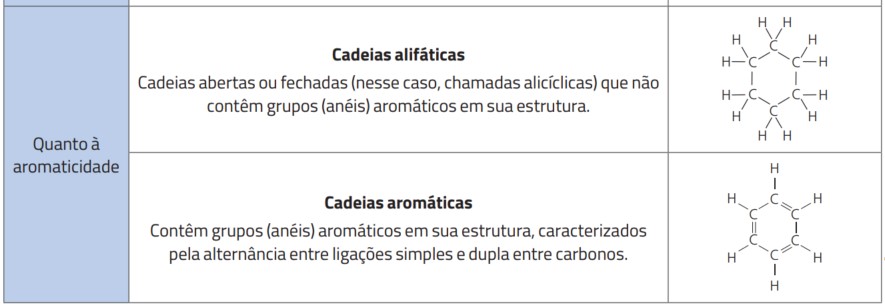 Quanto à
aromaticidade
Cadeias alifáticas
Cadeias abertas ou fechadas (nesse caso, chamadas alicíclicas) que não
contêm grupos (anéis) aromáticos em sua estrutura.
H H
H C H
H—C C—H
H—C C—H
H C H
H H
Cadeias aromáticas
Contêm grupos (anéis) aromáticos em sua estrutura, caracterizados
pela alternância entre ligações simples e dupla entre carbonos.
H
H C H
C C
C C
H C H
H